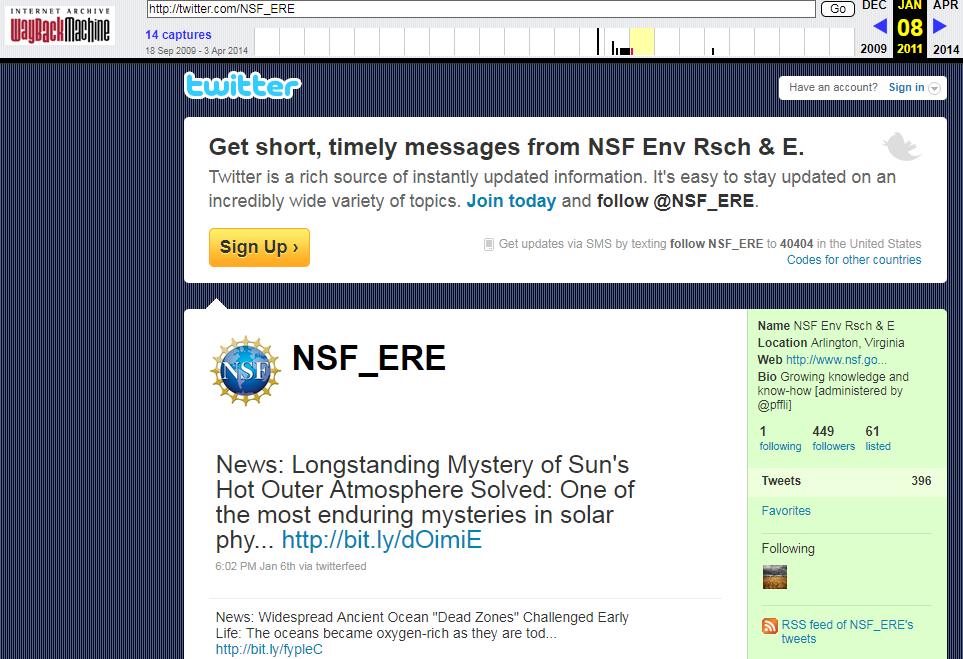 INTERNET ARCHIVE
WayBackMachine
http://twitter.com/NSF_ERE
Go
DEC JAN APR
14 captures
18 Sep 2009 - 3 Apr 2014
08
2009 2011 2014
twitter
Have an account? Sign in
Get short, timely messages from NSF Env Rsch & E.
Twitter is a rich source of instantly updated information. It's easy to stay updated on an
incredibly wide variety of topics. Join today and follow @NSF_ERE.
Sign Up ›
Get updates via SMS by texting follow NSF_ERE to 40404 in the United States
Codes for other countries
NSF
NSF_ERE
News: Longstanding Mystery of Sun's
Hot Outer Atmosphere Solved: One of
the most enduring mysteries in solar
phy... http://bit.ly/dOimiE
6:02 PM Jan 6th via twitterfeed
News: Widespread Ancient Ocean "Dead Zones" Challenged Early
Life: The oceans became oxygen-rich as they are tod...
http://bit.ly/fypleC
Name NSF Env Rsch & E
Location Arlington, Virginia
Web http://www.nsf.go...
Bio Growing knowledge and
know-how [administered by
@pffli]
1 449 61
following followers listed
Tweets 396
Favorites
Following
RSS feed of NSF_ERE's
tweets